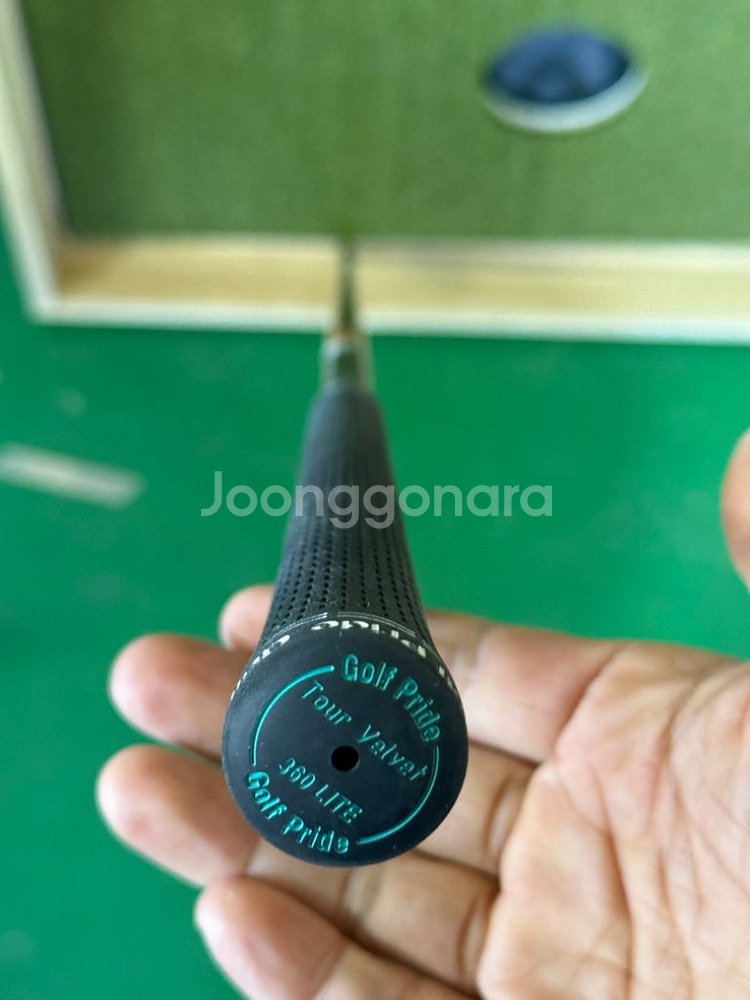 Joonggonara
Golf Pride
Tour Velvet
360 LITE
Golf Pride